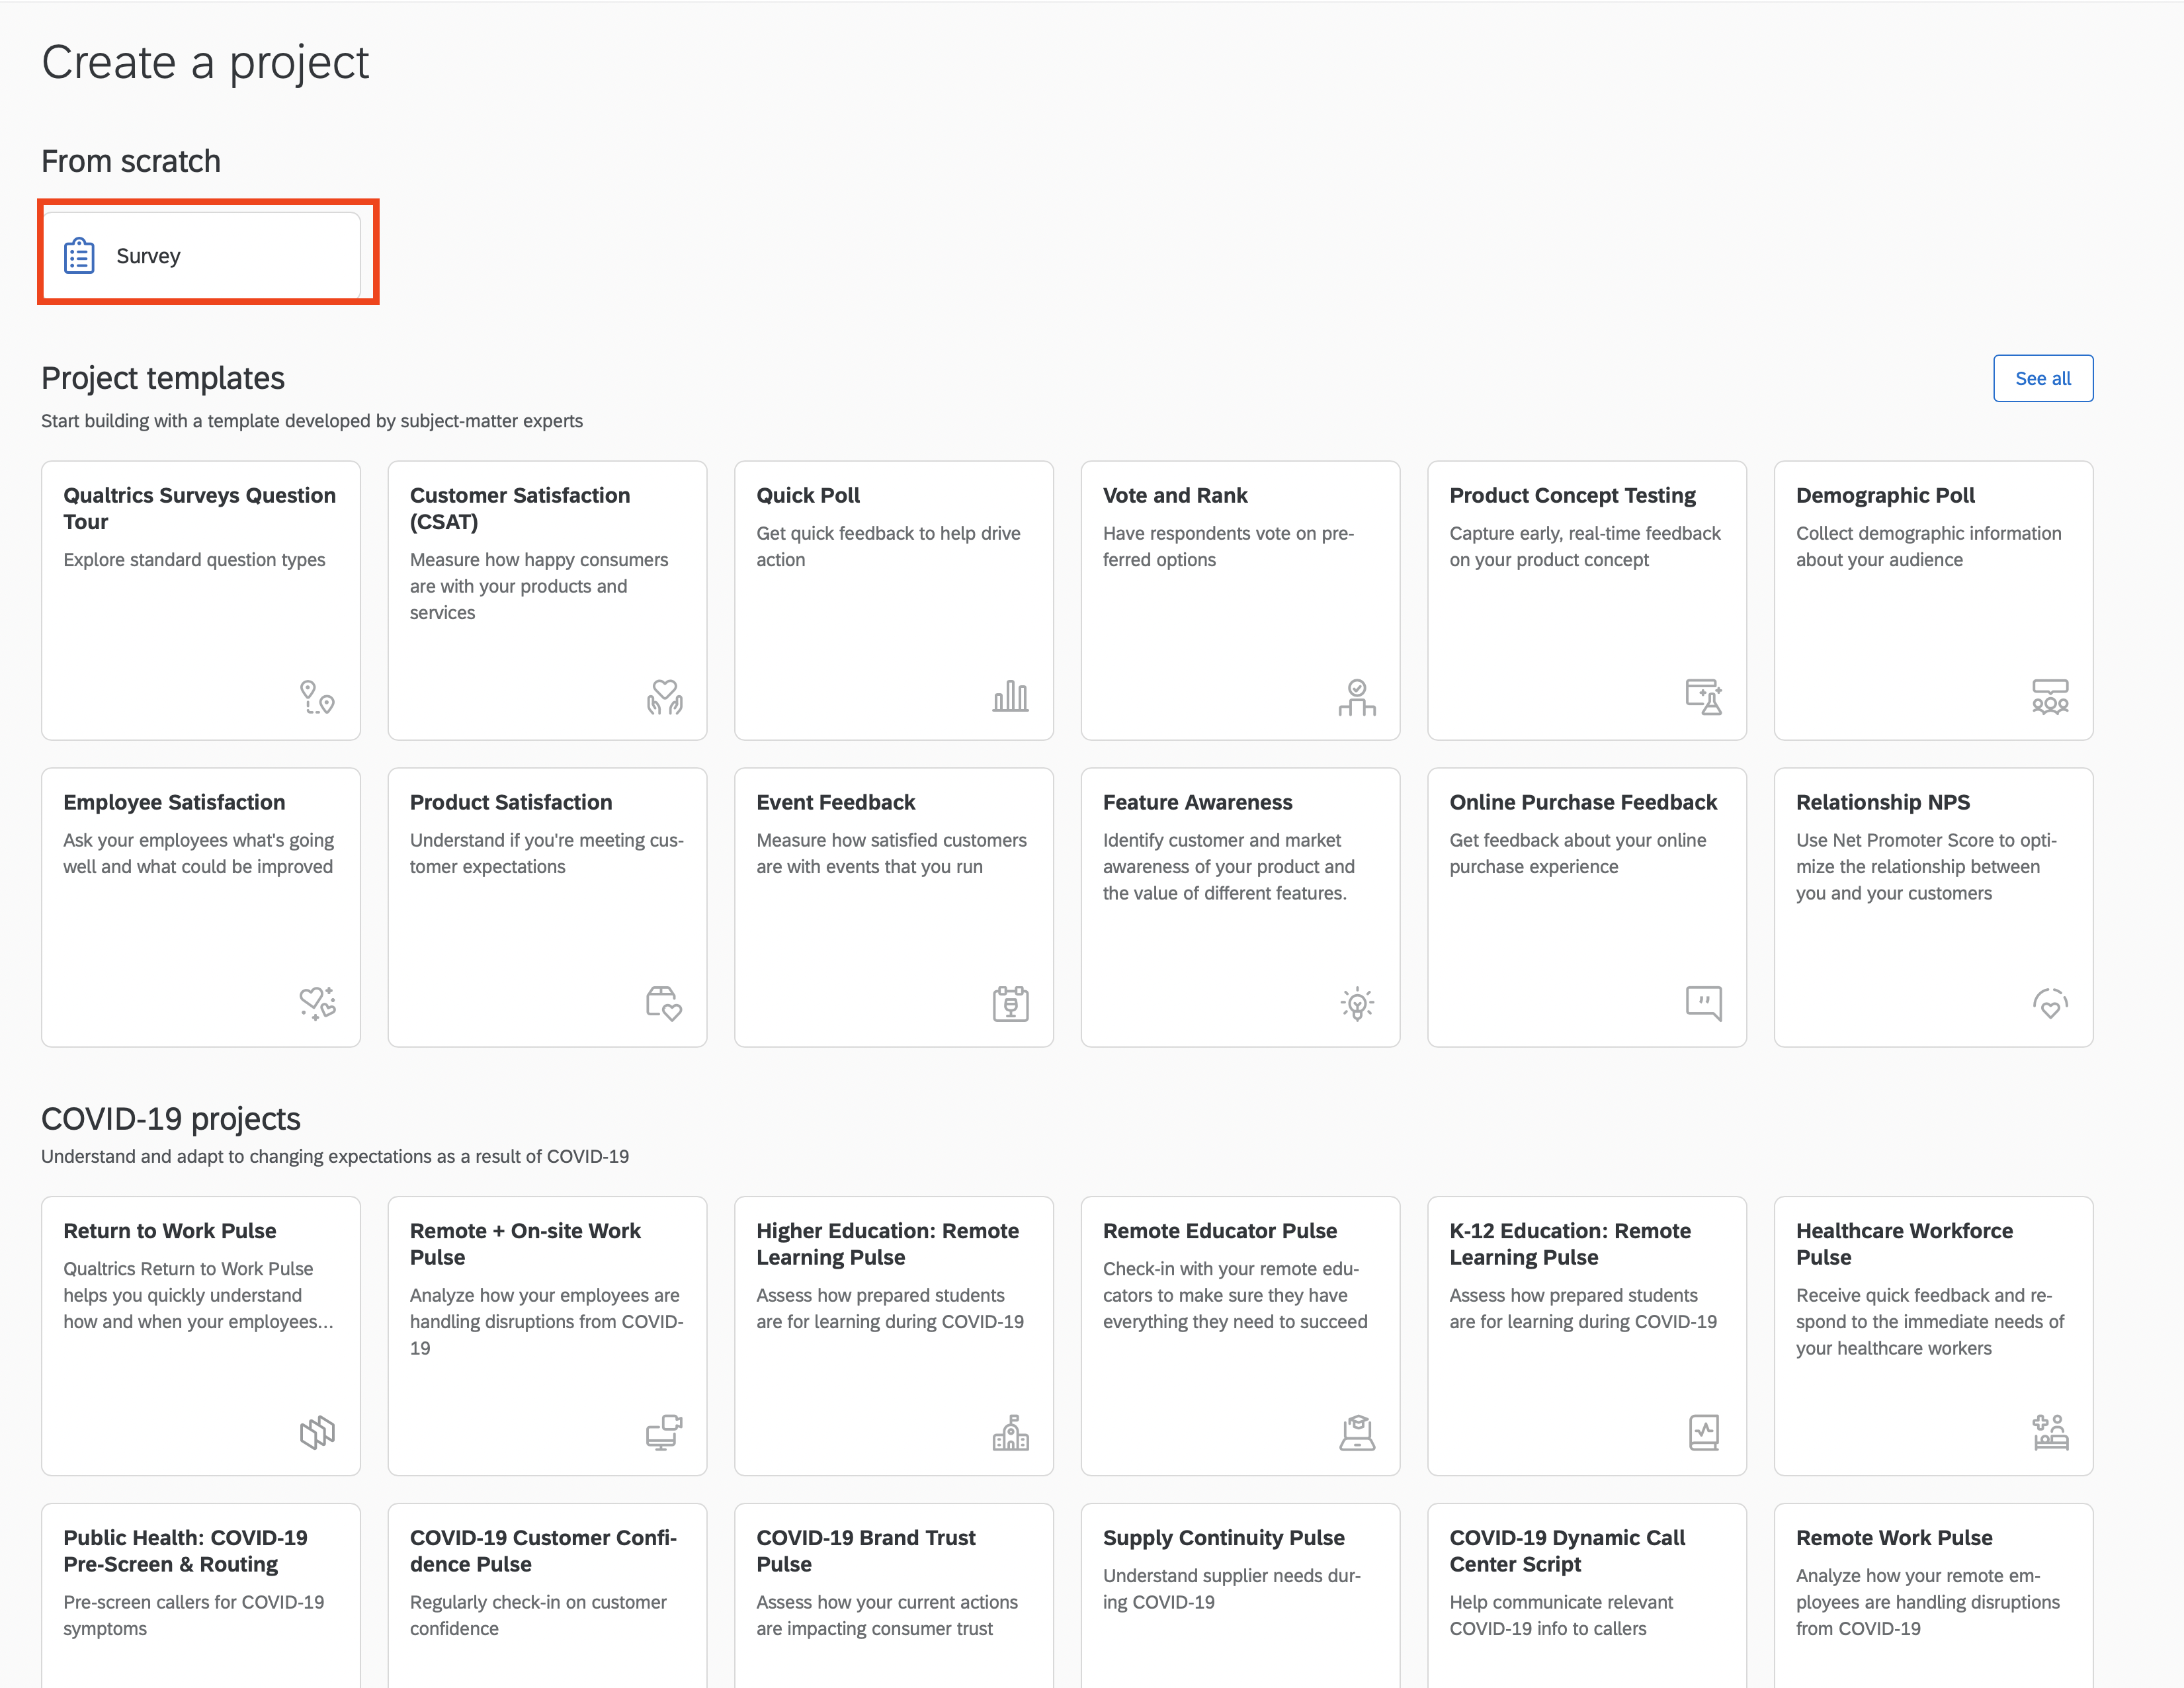 Create a project
From scratch
Survey
Project templates
See all
Start building with a template developed by subject-matter experts
Qualtrics Surveys Question
Tour
Explore standard question types
Customer Satisfaction
(CSAT)
Measure how happy consumers
are with your products and
services
Quick Poll
Get quick feedback to help drive
action
Vote and Rank
Have respondents vote on pre-
ferred options
Product Concept Testing
Capture early, real-time feedback
on your product concept
Demographic Poll
Collect demographic information
about your audience
Employee Satisfaction
Ask your employees what's going
well and what could be improved
Product Satisfaction
Understand if you're meeting cus-
tomer expectations
Event Feedback
Measure how satisfied customers
are with events that you run
Feature Awareness
Identify customer and market
awareness of your product and
the value of different features.
Online Purchase Feedback
Get feedback about your online
purchase experience
Relationship NPS
Use Net Promoter Score to opti-
mize the relationship between
you and your customers
COVID-19 projects
Understand and adapt to changing expectations as a result of COVID-19
Return to Work Pulse
Qualtrics Return to Work Pulse
helps you quickly understand
how and when your employees...
Remote + On-site Work
Pulse
Analyze how your employees are
handling disruptions from COVID-
19
Higher Education: Remote
Learning Pulse
Assess how prepared students
are for learning during COVID-19
Remote Educator Pulse
Check-in with your remote edu-
cators to make sure they have
everything they need to succeed
K-12 Education: Remote
Learning Pulse
Assess how prepared students
are for learning during COVID-19
Healthcare Workforce
Pulse
Receive quick feedback and re-
spond to the immediate needs of
your healthcare workers
Public Health: COVID-19
Pre-Screen & Routing
Pre-screen callers for COVID-19
symptoms
COVID-19 Customer Confi-
dence Pulse
Regularly check-in on customer
confidence
COVID-19 Brand Trust
Pulse
Assess how your current actions
are impacting consumer trust
Supply Continuity Pulse
Understand supplier needs dur-
ing COVID-19
COVID-19 Dynamic Call
Center Script
Help communicate relevant
COVID-19 info to callers
Remote Work Pulse
Analyze how your remote em-
ployees are handling disruptions
from COVID-19